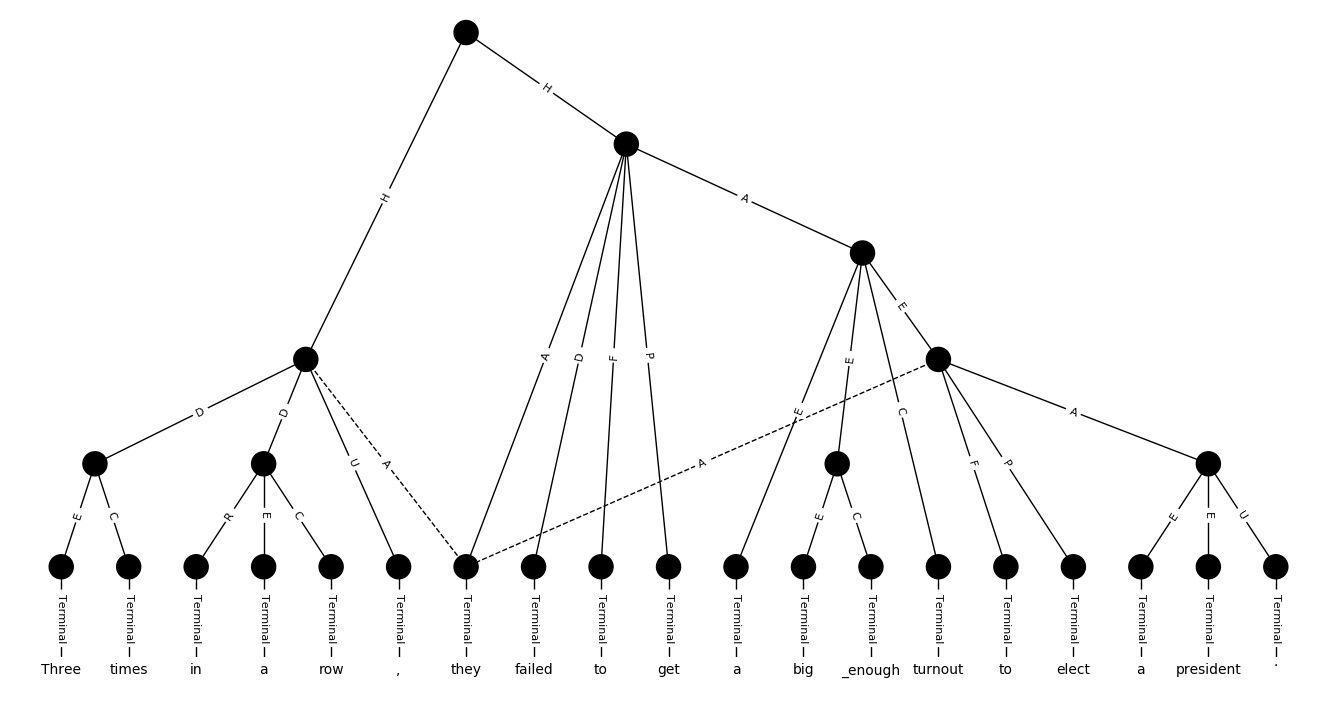 H
H
A
H
E
A D F P E
D D E C A
U A A F P
E C R E C E C E E U
Terminal Terminal Terminal Terminal Terminal Terminal Terminal Terminal Terminal Terminal Terminal Terminal Terminal Terminal Terminal Terminal Terminal Terminal Terminal
Three times in a row , they failed to get a big _enough turnout to elect a president .